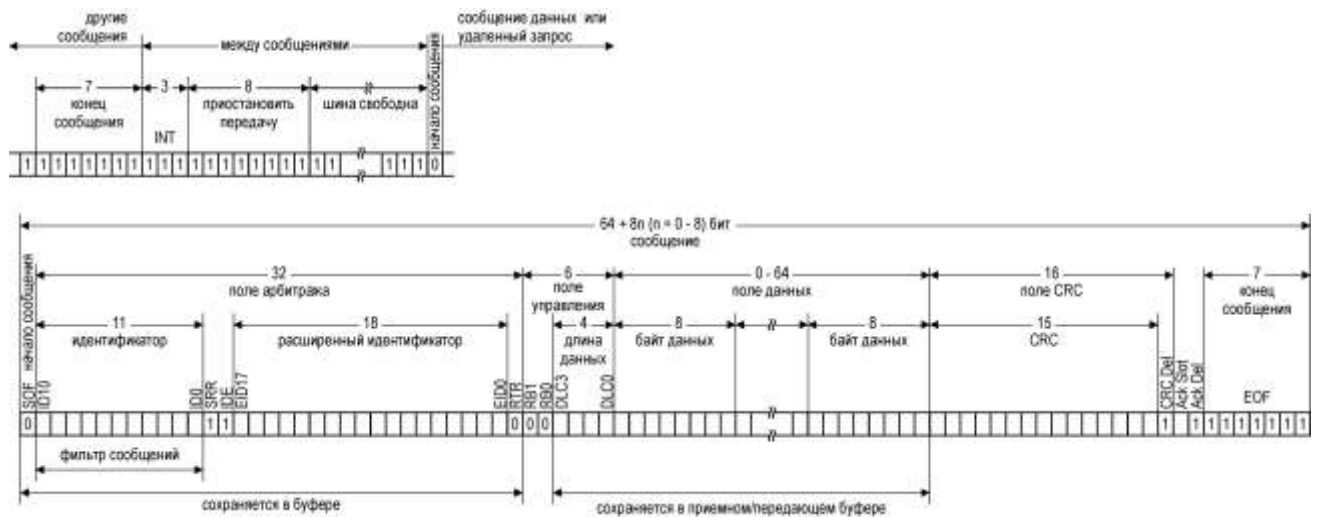 другие
сообщения
между сообщениями
сообщение данных или
удаленный запрос
начало сообщения
7
конец
сообщения
3
INT
8
приостановить
передачу
шина свободна
1 1 1 1 1 1 1 1 1 1 1 1 1 1 1 1 1 1 1 1 1 1 1 1 0
64 + 8n (n = 0 - 8) бит
сообщение
начало сообщения
32
поле арбитража
6
поле
управления
0 - 64
поле данных
16
поле CRC
7
конец
сообщения
11
идентификатор
18
расширенный идентификатор
4
длина
данных
8
байт данных
8
байт данных
15
CRC
SOF
ID10
ID0
SRR
IDE
EID17
EID0
RTR
RB1
RB0
DLC3
DLC0
CRC Del
Ack Slot
Ack Del
EOF
0 1 1 0 0 0 1 1 1 1 1 1 1 1 1
фильтр сообщений
сохраняется в буфере
сохраняется в приемном/передающем буфере